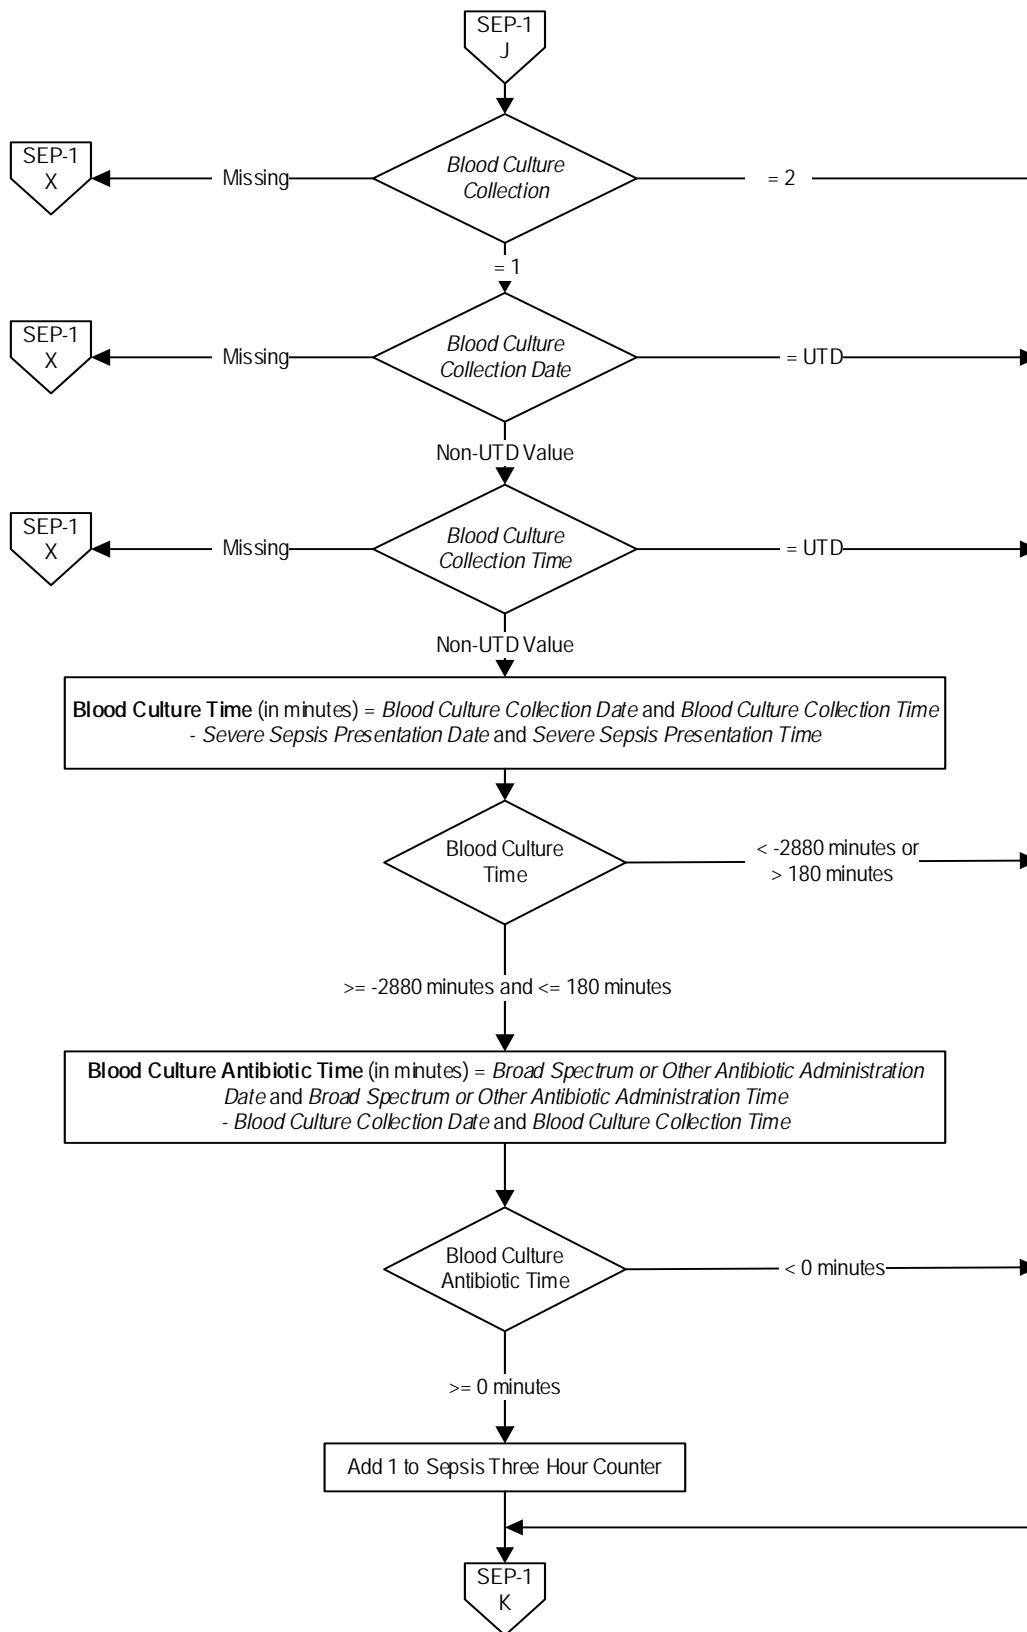 SEP-1
J
Blood Culture
Collection
SEP-1
X
Missing
= 2
= 1
Blood Culture
Collection Date
SEP-1
X
Missing
= UTD
Non-UTD Value
Blood Culture
Collection Time
SEP-1
X
Missing
= UTD
Non-UTD Value
Blood Culture Time (in minutes) = Blood Culture Collection Date and Blood Culture Collection Time
- Severe Sepsis Presentation Date and Severe Sepsis Presentation Time
Blood Culture
Time
< -2880 minutes or
> 180 minutes
>= -2880 minutes and <= 180 minutes
Blood Culture Antibiotic Time (in minutes) = Broad Spectrum or Other Antibiotic Administration
Date and Broad Spectrum or Other Antibiotic Administration Time
- Blood Culture Collection Date and Blood Culture Collection Time
Blood Culture
Antibiotic Time
< 0 minutes
>= 0 minutes
Add 1 to Sepsis Three Hour Counter
SEP-1
K